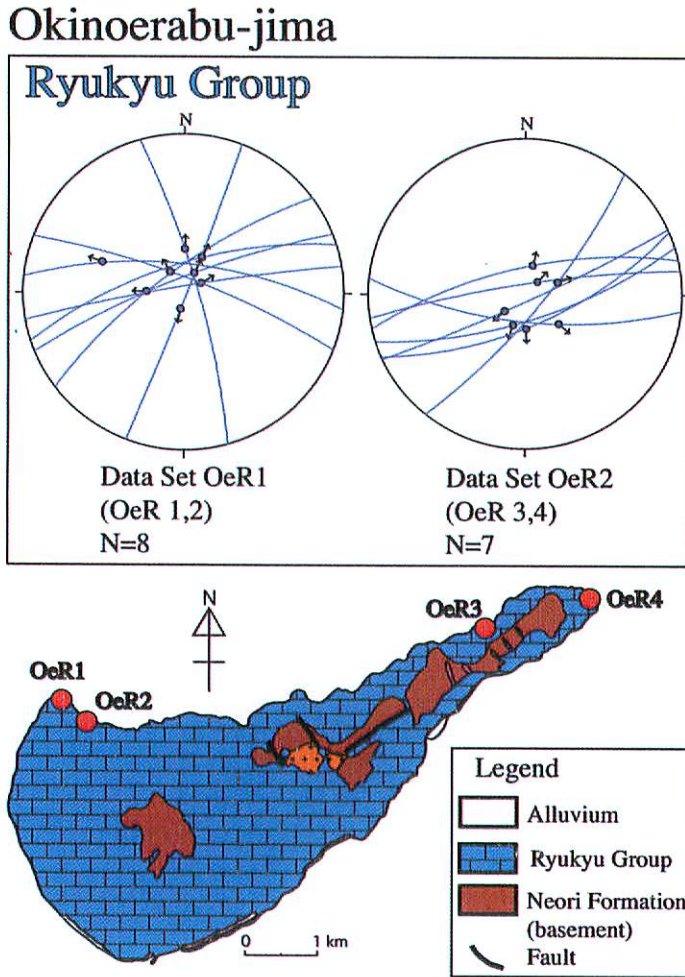 Okinoerabu-jima
Ryukyu Group
N
N
Data Set OeR1
(OeR 1,2)
N=8
Data Set OeR2
(OeR 3,4)
N=7
N
OeR1
OeR2
OeR3
OeR4
0 1 km
Legend
Alluvium
Ryukyu Group
Neori Formation
(basement)
Fault